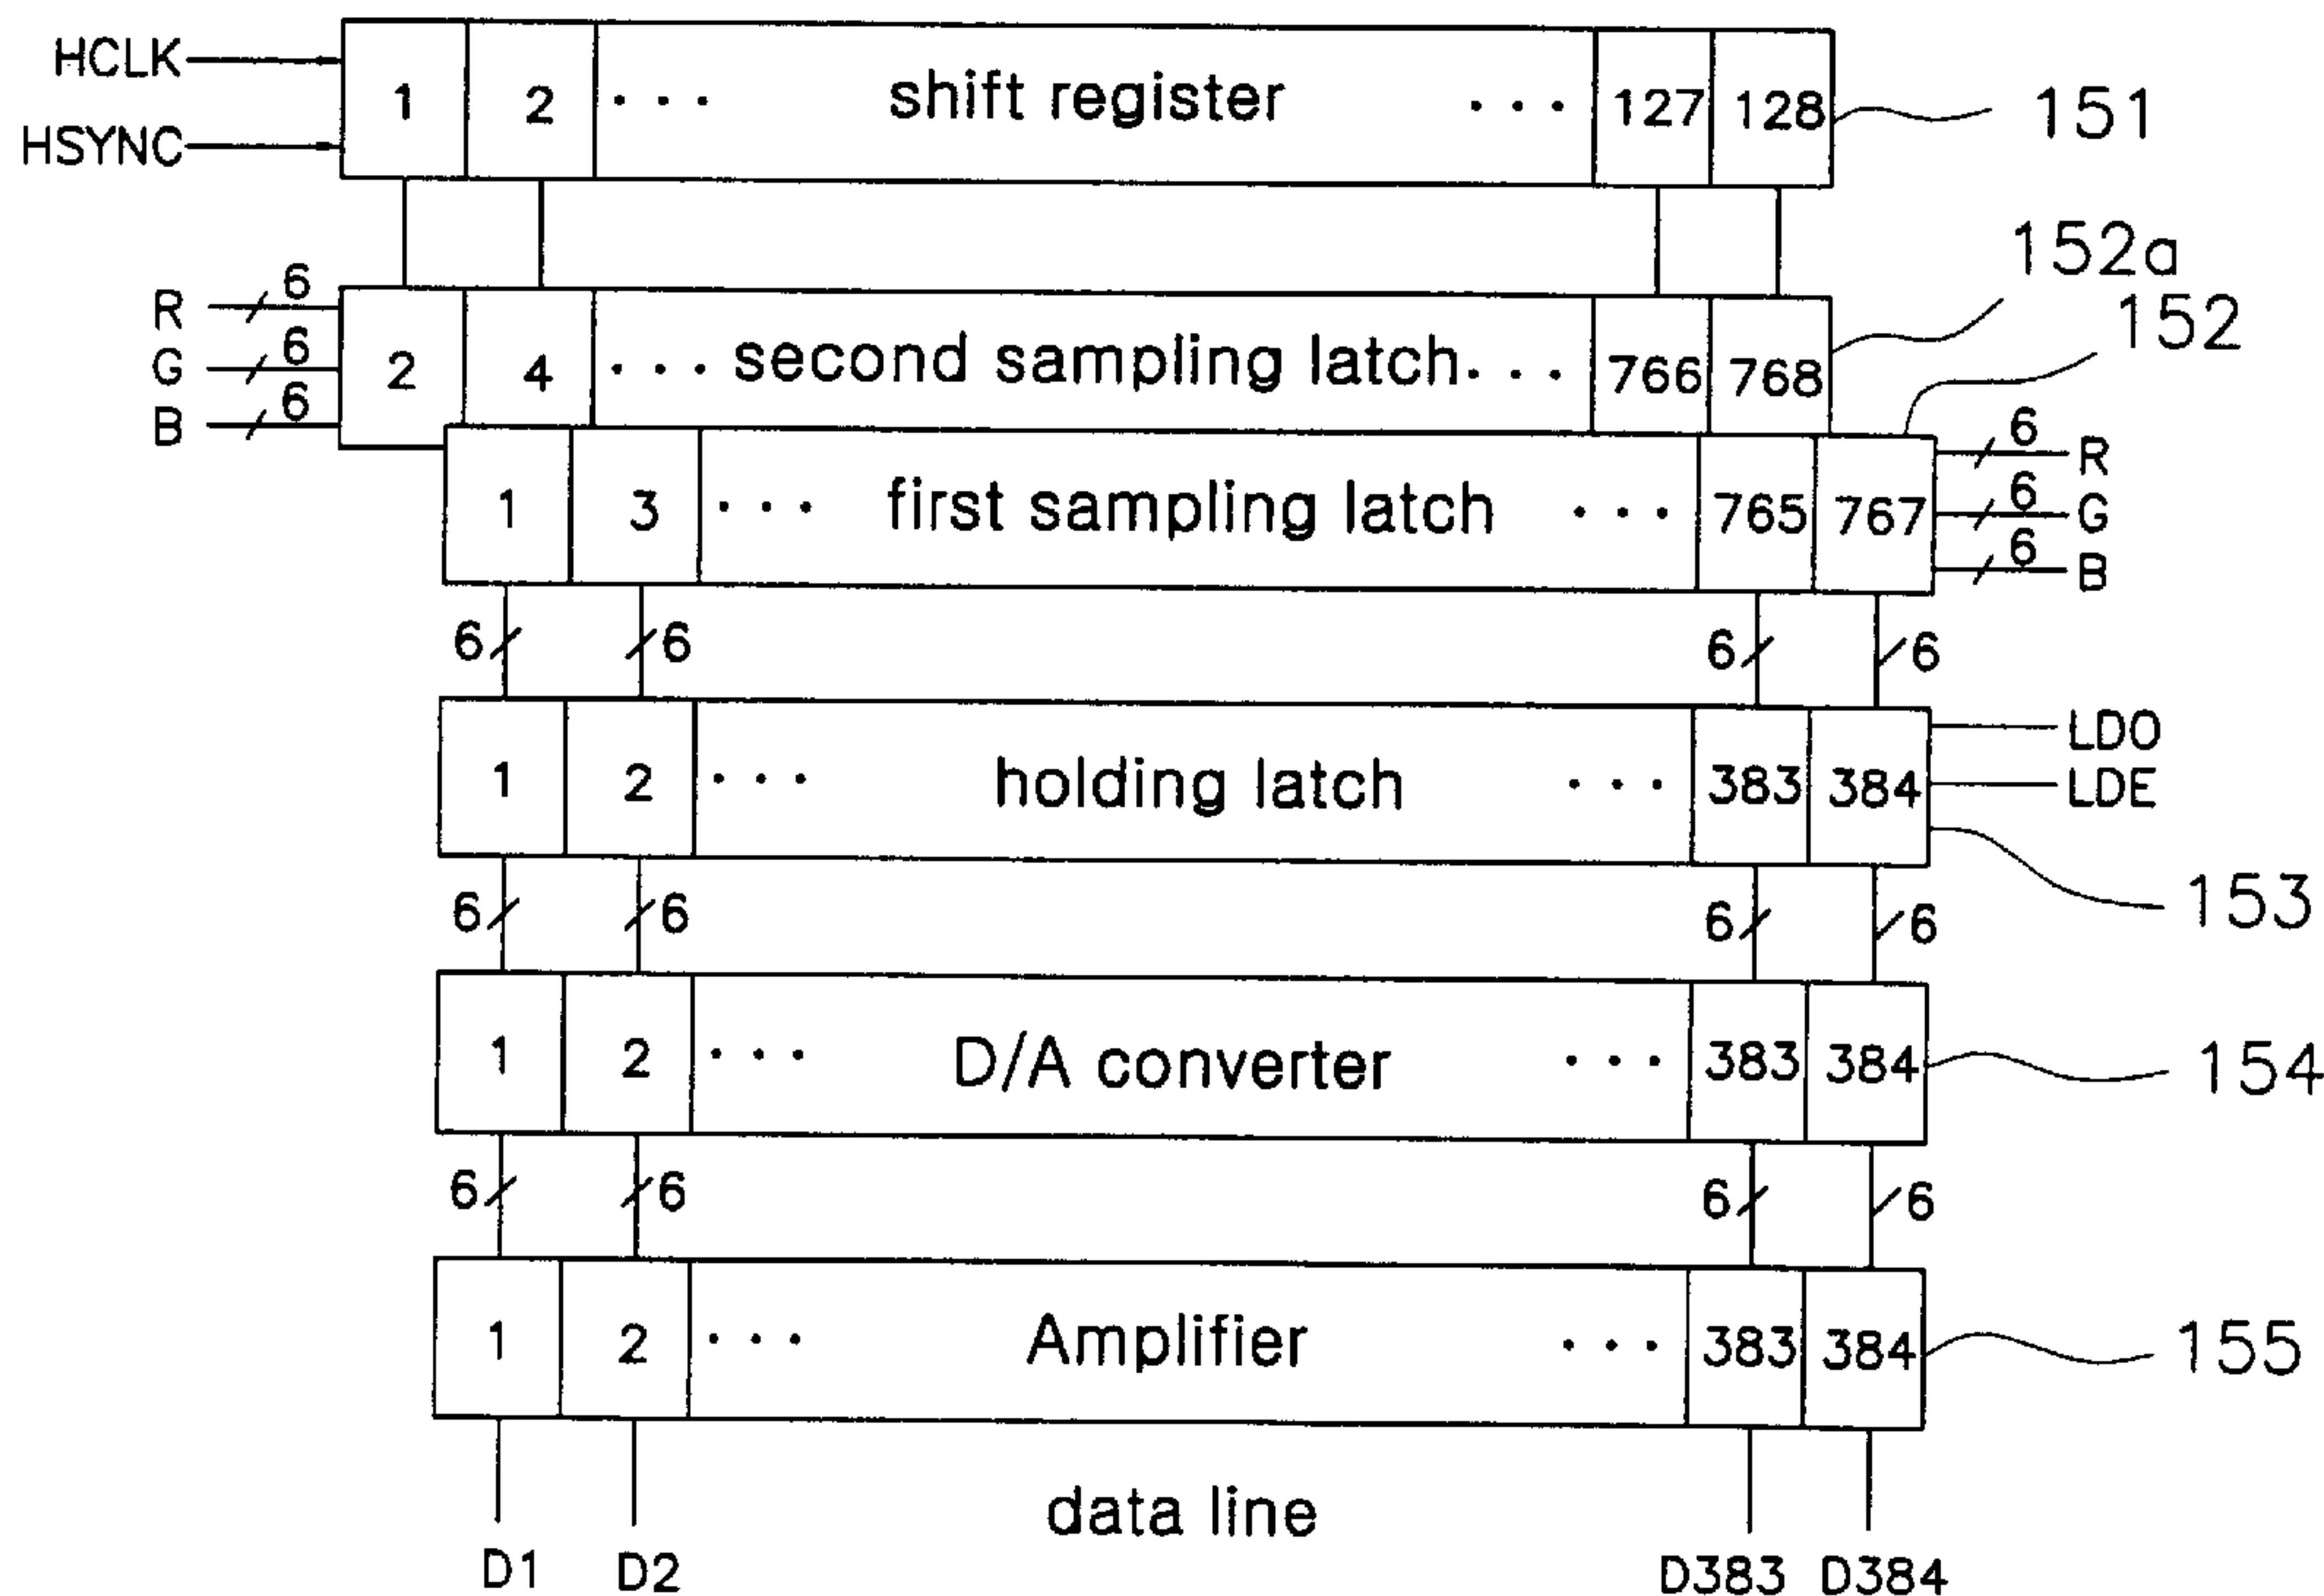 HCLK
HSYNC
1 2 ... shift register ... 127 128
151
152a
152
R 6
G 6
B 6
2 4 ... second sampling latch ... 766 768
1 3 ... first sampling latch ... 765 767
6 R
6 G
6 B
6 6 6 6
1 2 ... holding latch ... 383 384
LDO
LDE
153
6 6 6 6
1 2 ... D/A converter ... 383 384
154
6 6 6 6
1 2 ... Amplifier ... 383 384
155
data line
D1 D2 D383 D384